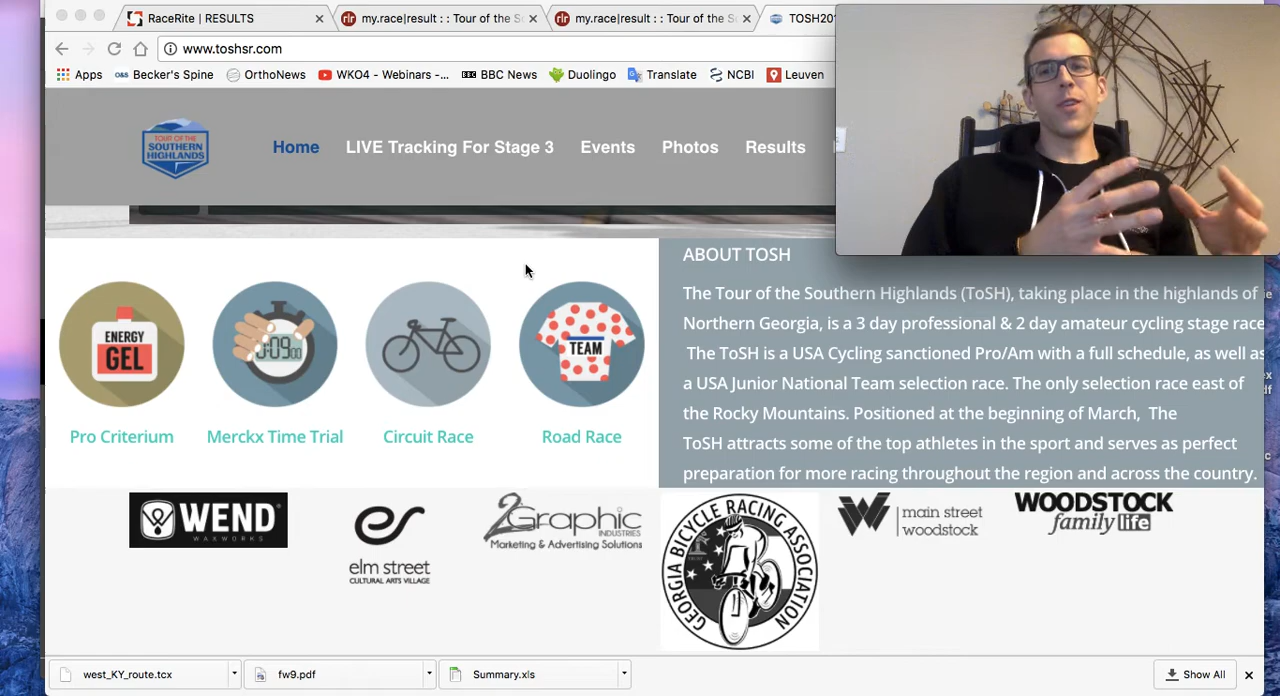 RaceRite | RESULTS
my.race|result : : Tour of the S
my.race|result : : Tour of the S
TOSH20
www.toshsr.com
Apps
Becker's Spine
OrthoNews
WKO4 - Webinars -...
BBC News
Duolingo
Translate
NCBI
Leuven
TOUR OF THE
SOUTHERN
HIGHLANDS
Home
LIVE Tracking For Stage 3
Events
Photos
Results
ENERGY
GEL
TEAM
Pro Criterium
Merckx Time Trial
Circuit Race
Road Race
ABOUT TOSH
The Tour of the Southern Highlands (ToSH), taking place in the highlands of
Northern Georgia, is a 3 day professional & 2 day amateur cycling stage race
The ToSH is a USA Cycling sanctioned Pro/Am with a full schedule, as well as
a USA Junior National Team selection race. The only selection race east of
the Rocky Mountains. Positioned at the beginning of March, The
ToSH attracts some of the top athletes in the sport and serves as perfect
preparation for more racing throughout the region and across the country.
WEND
WAXWORKS
es
elm street
CULTURAL ARTS VILLAGE
2Graphic
INDUSTRIES
Marketing & Advertising Solutions
GEORGIA BICYCLE RACING ASSOCIATION
main street
woodstock
WOODSTOCK
family life
west_KY_route.tcx
fw9.pdf
Summary.xls
Show All